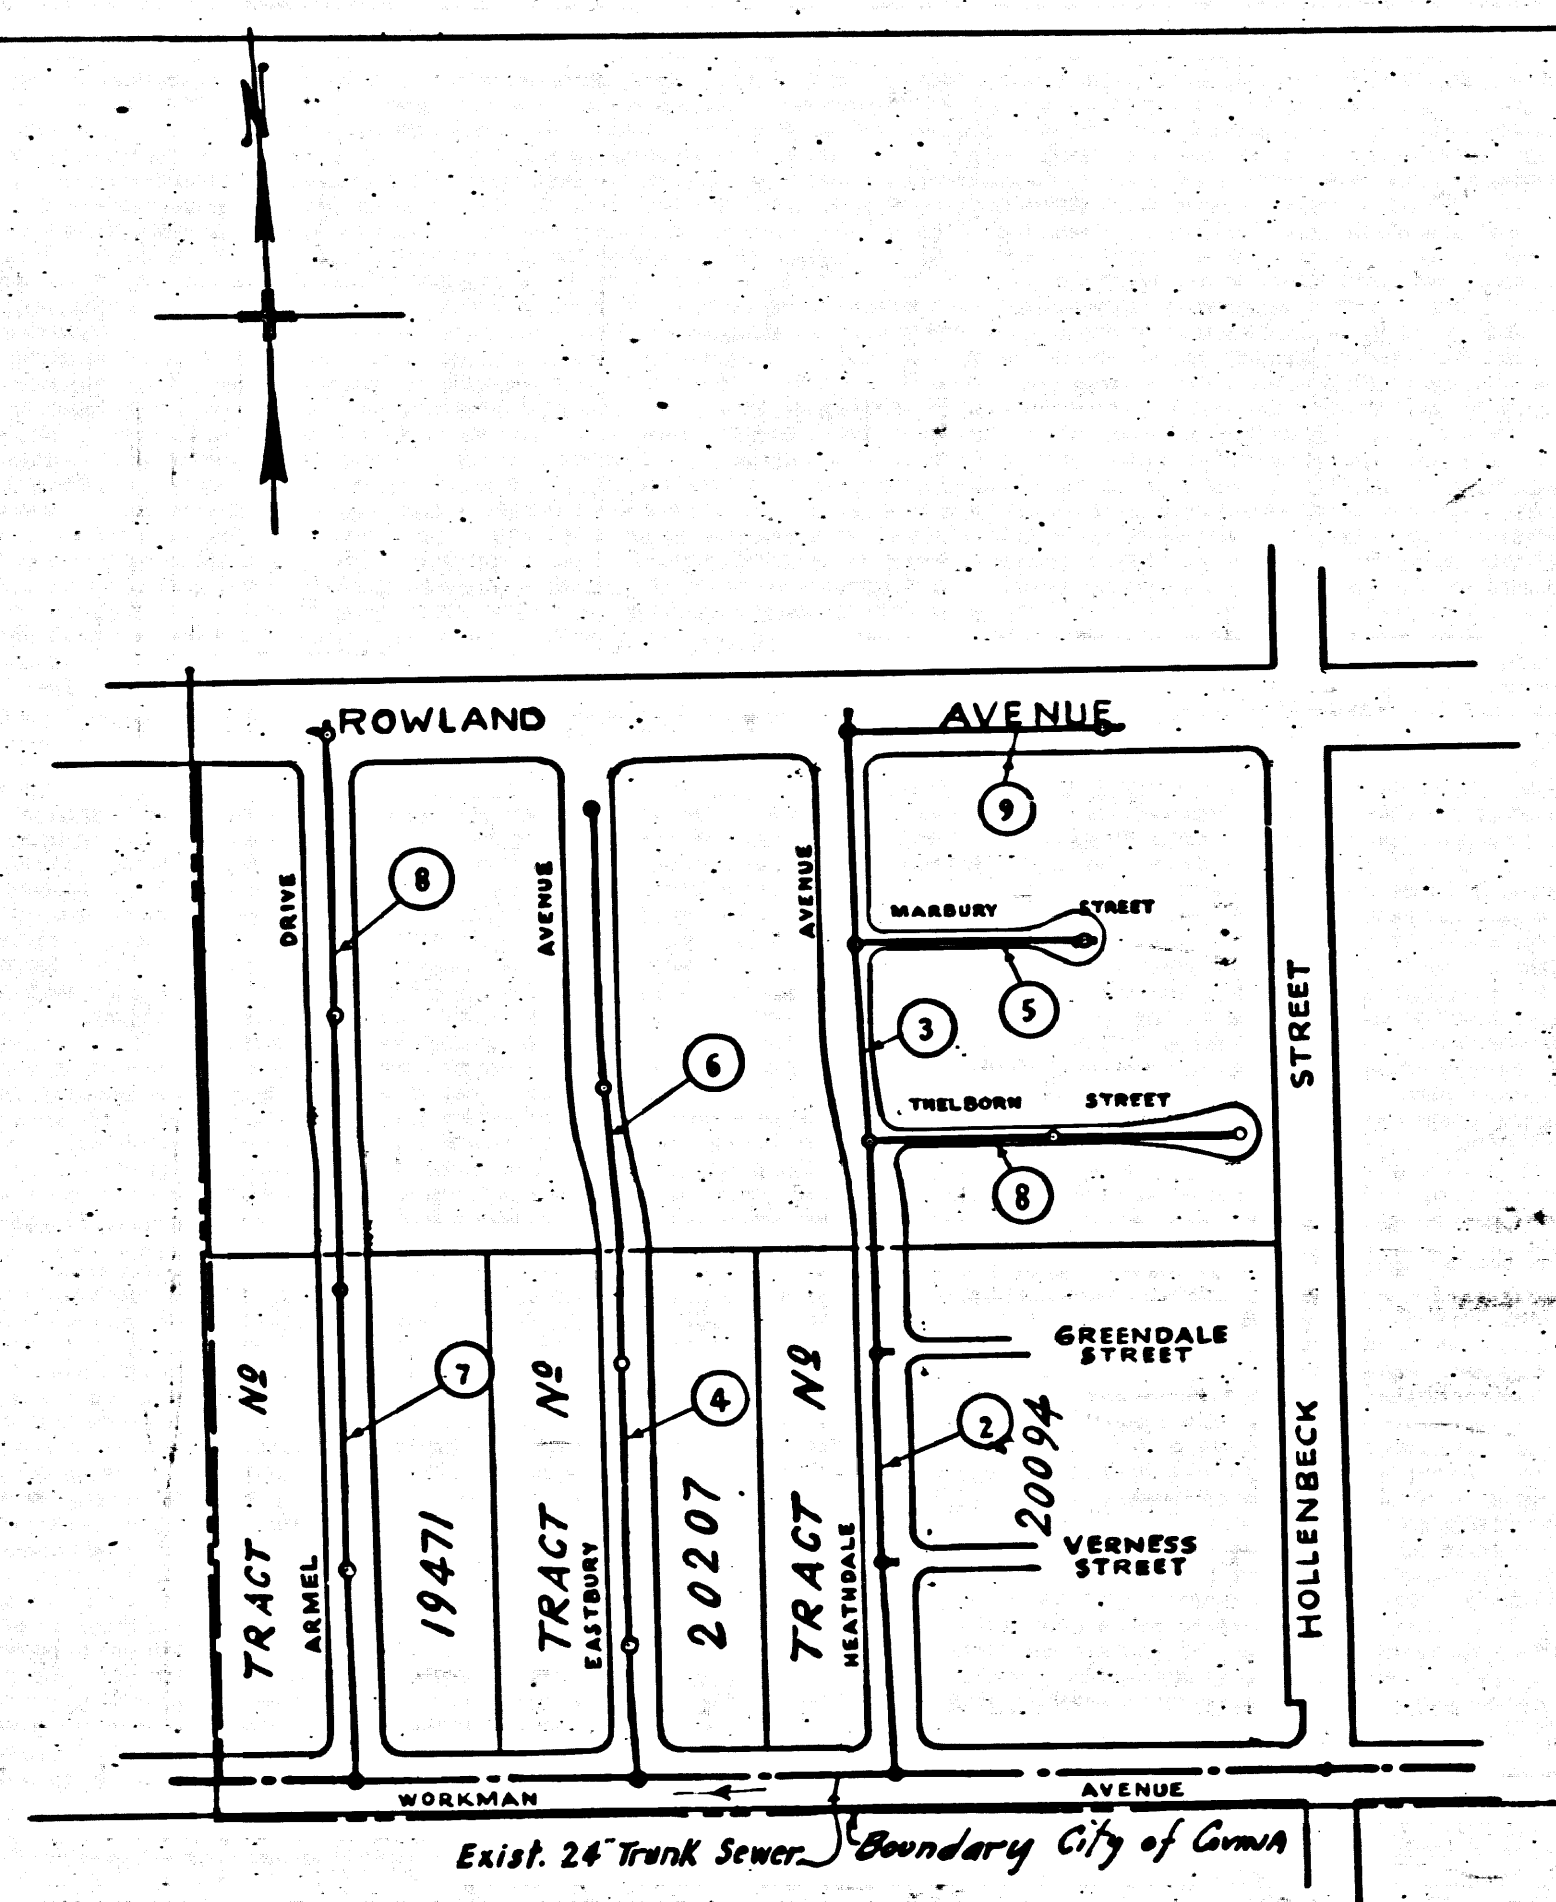 N
ROWLAND AVENUE
9
8
DRIVE
AVENUE
AVENUE
MARBURY STREET
5
3
6
THELBORN STREET
8
STREET
GREENDALE
STREET
7
4
2
TRACT Nº
19471
TRACT Nº
20207
TRACT Nº
20094
ARMEL
EASTBURY
HEATHDALE
VERNESS
STREET
HOLLENBECK
WORKMAN AVENUE
Exist. 24" Trunk Sewer
Boundary City of COVINA